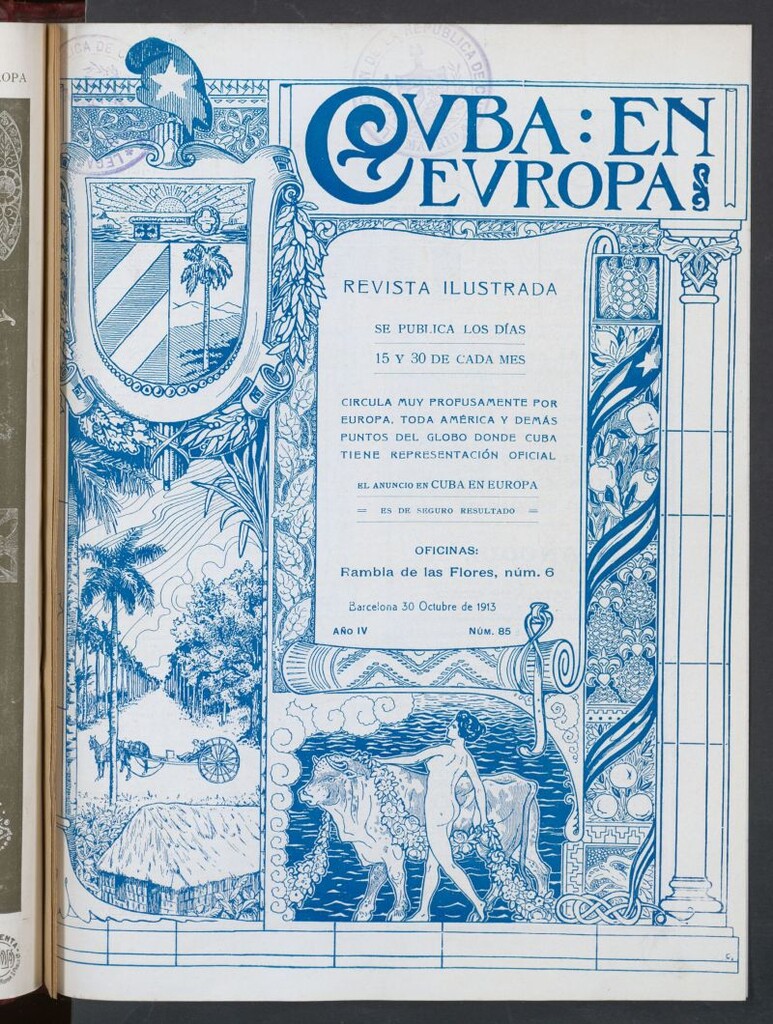 OPA
CVBA : EN
EVROPA
REVISTA ILUSTRADA
SE PUBLICA LOS DÍAS
15 Y 30 DE CADA MES
CIRCULA MUY PROFUSAMENTE POR
EUROPA, TODA AMÉRICA Y DEMÁS
PUNTOS DEL GLOBO DONDE CUBA
TIENE REPRESENTACIÓN OFICIAL
EL ANUNCIO EN CUBA EN EUROPA
= ES DE SEGURO RESULTADO =
OFICINAS:
Rambla de las Flores, núm. 6
Barcelona 30 Octubre de 1913
AÑO IV NÚM. 85